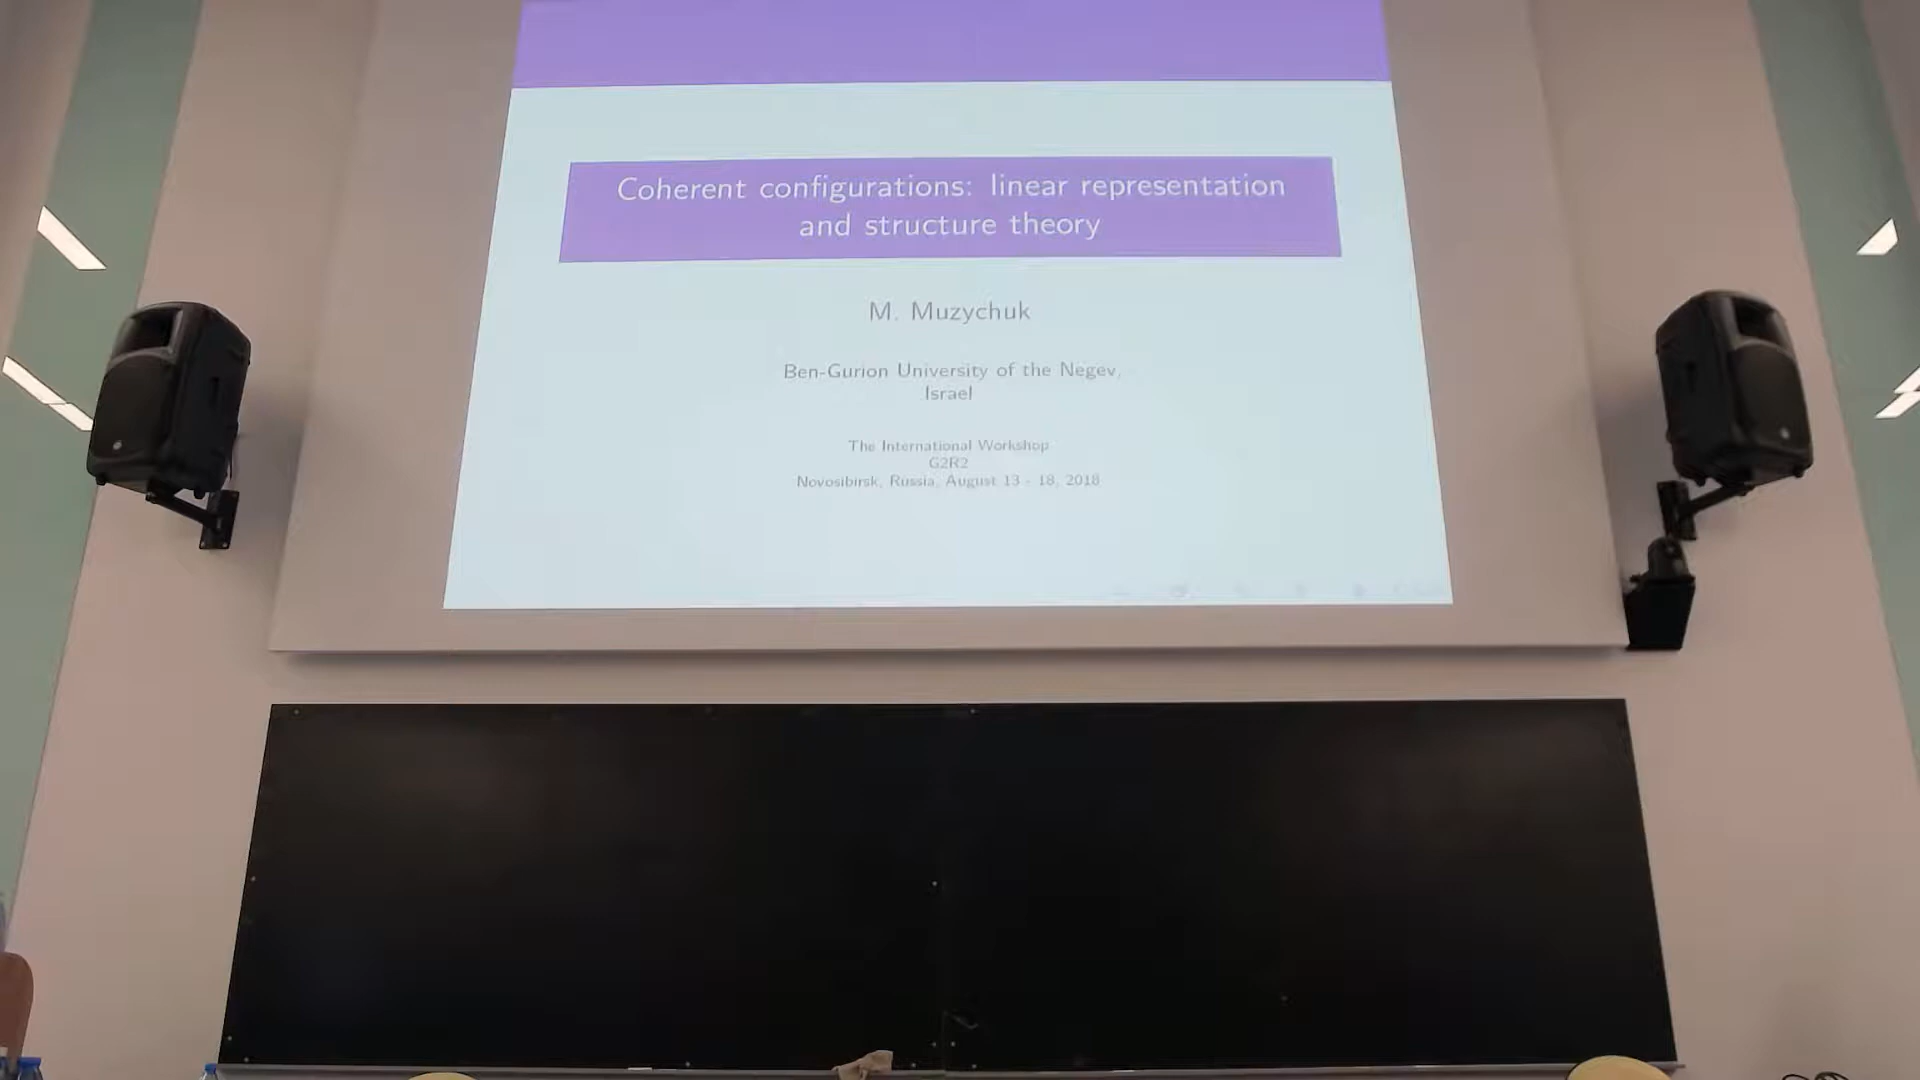 Coherent configurations: linear representation
and structure theory
M. Muzychuk
Ben-Gurion University of the Negev,
Israel
The International Workshop
G2R2
Novosibirsk, Russia, August 13 - 18, 2018